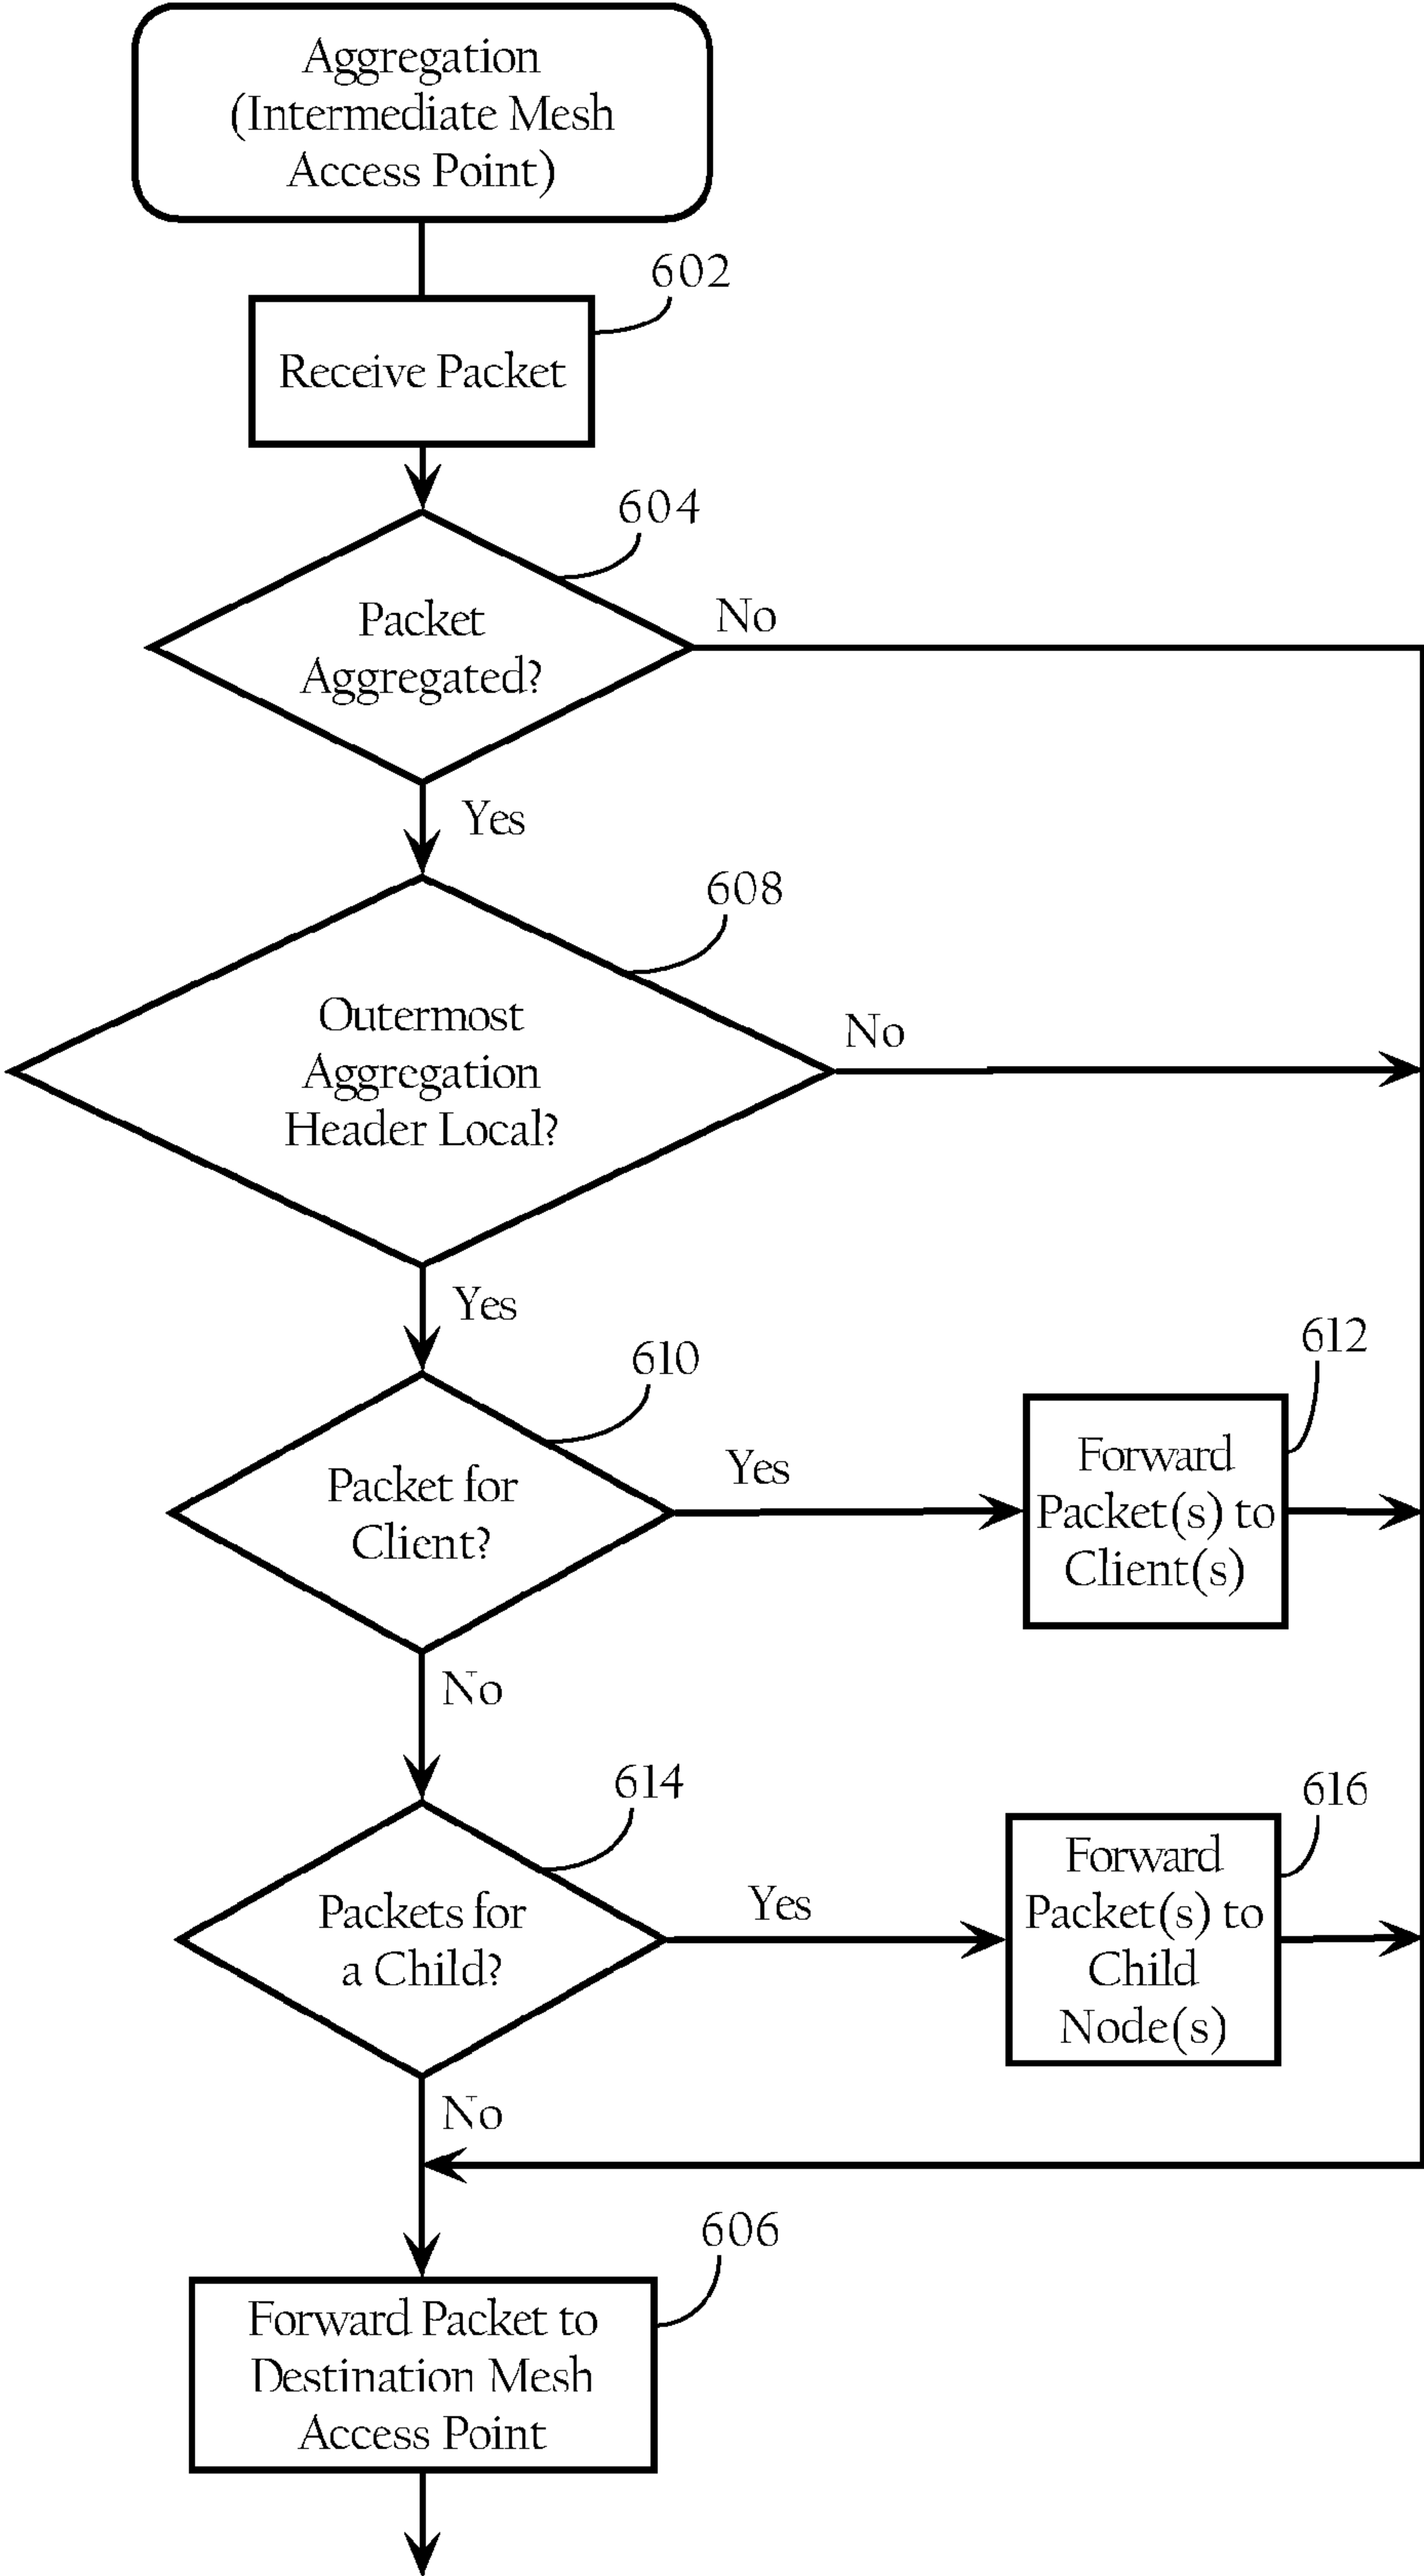 Aggregation
(Intermediate Mesh
Access Point)
602
Receive Packet
604
Packet
Aggregated?
No
Yes
608
Outermost
Aggregation
Header Local?
No
Yes
610
Packet for
Client?
Yes
612
Forward
Packet(s) to
Client(s)
No
614
Packets for
a Child?
Yes
616
Forward
Packet(s) to
Child
Node(s)
No
606
Forward Packet to
Destination Mesh
Access Point